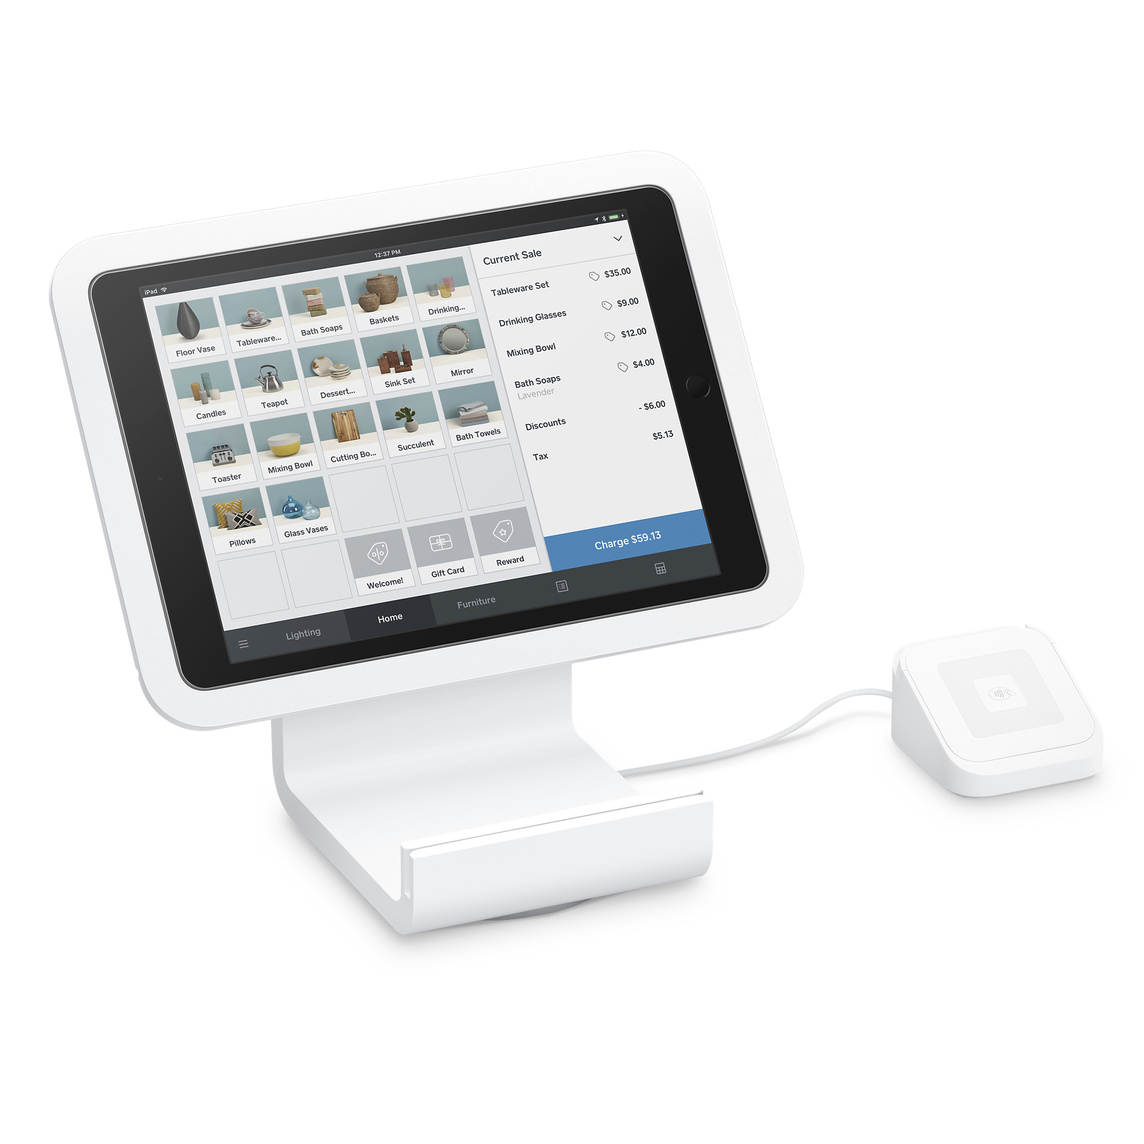 iPad
12:37 PM
Floor Vase
Tableware...
Bath Soaps
Baskets
Drinking...
Candles
Teapot
Dessert...
Sink Set
Mirror
Toaster
Mixing Bowl
Cutting Bo...
Succulent
Bath Towels
Pillows
Glass Vases
Welcome!
Gift Card
Reward
Lighting
Home
Furniture
Current Sale
Tableware Set $35.00
Drinking Glasses $9.00
Mixing Bowl $12.00
Bath Soaps $4.00
Lavender
Discounts - $6.00
Tax $5.13
Charge $59.13